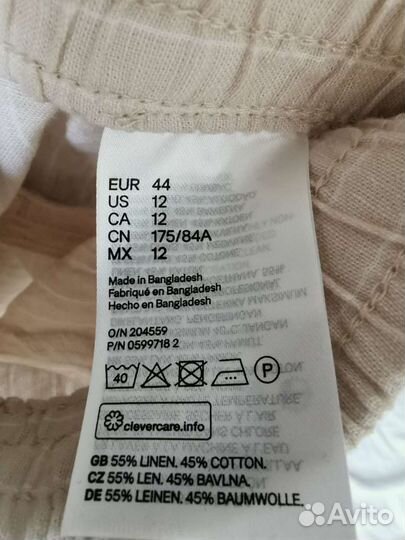 EUR 44
US 12
CA 12
CN 175/84A
MX 12
Made in Bangladesh
Fabriqué en Bangladesh
Hecho en Bangladesh
O/N 204559
P/N 0599718 2
40 P
clevercare.info
GB 55% LINEN. 45% COTTON.
CZ 55% LEN. 45% BAVLNA.
DE 55% LEINEN. 45% BAUMWOLLE.
Avito